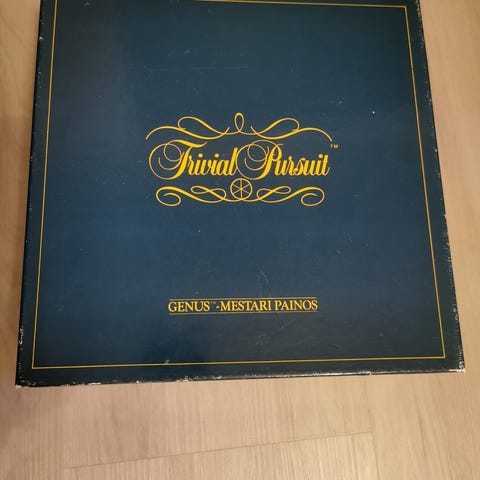 Trivial Pursuit™
GENUS™-MESTARI PAINOS